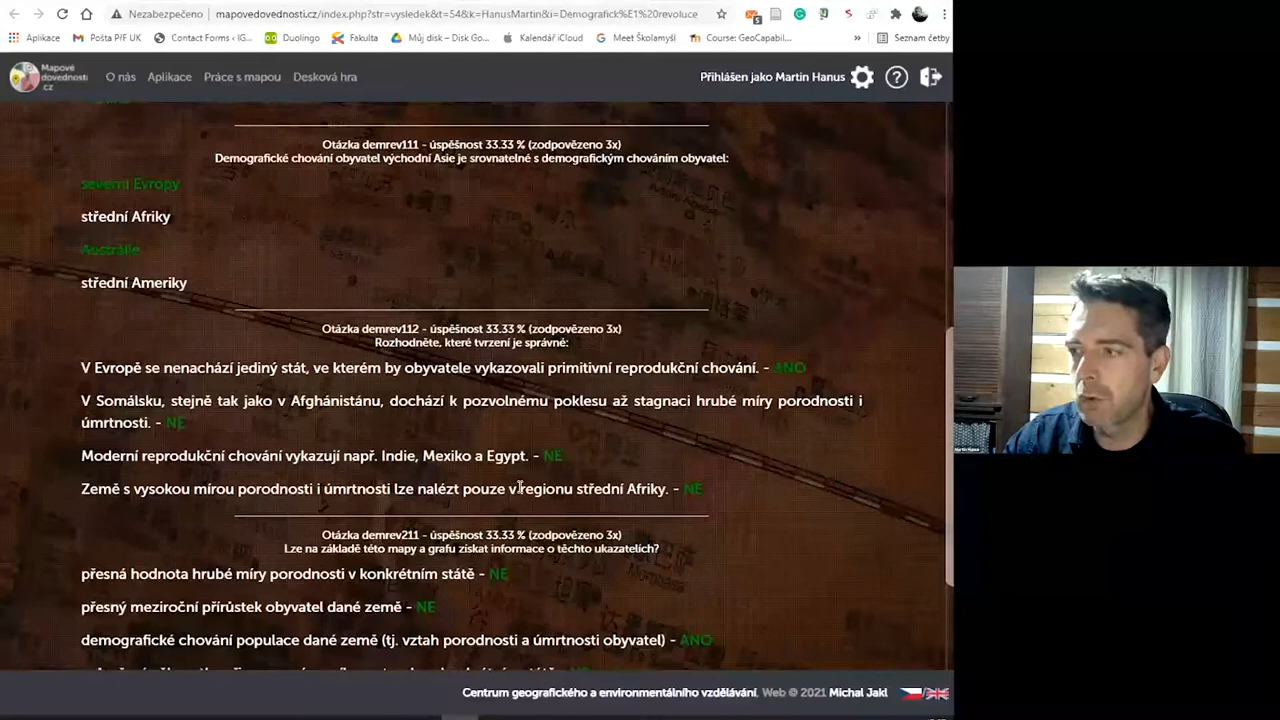 Nezabezpečeno | mapovedovednosti.cz/index.php?str=vysledek&t=54&k=HanusMartin&i=Demografick%E1%20revoluce
Aplikace Pošta PřF UK Contact Forms - ... Duolingo Fakulta Můj disk – Disk Go... Kalendář iCloud Meet Školamyšl Course: GeoCapabil... » Seznam četby
Mapové
dovednosti
.cz
O nás Aplikace Práce s mapou Desková hra Přihlášen jako Martin Hanus
Otázka demrev111 - úspěšnost 33.33 % (zodpovězeno 3x)
Demografické chování obyvatel východní Asie je srovnatelné s demografickým chováním obyvatel:
severní Evropy
střední Afriky
Austrálie
střední Ameriky
Otázka demrev112 - úspěšnost 33.33 % (zodpovězeno 3x)
Rozhodněte, které tvrzení je správné:
V Evropě se nenachází jediný stát, ve kterém by obyvatele vykazovali primitivní reprodukční chování. - ANO
V Somálsku, stejně tak jako v Afghánistánu, dochází k pozvolnému poklesu až stagnaci hrubé míry porodnosti i
úmrtnosti. - NE
Moderní reprodukční chování vykazují např. Indie, Mexiko a Egypt. - NE
Země s vysokou mírou porodnosti i úmrtnosti lze nalézt pouze v regionu střední Afriky. - NE
Otázka demrev211 - úspěšnost 33.33 % (zodpovězeno 3x)
Lze na základě této mapy a grafu získat informace o těchto ukazatelích?
přesná hodnota hrubé míry porodnosti v konkrétním státě - NE
přesný meziroční přírůstek obyvatel dané země - NE
demografické chování populace dané země (tj. vztah porodnosti a úmrtnosti obyvatel) - ANO
Centrum geografického a environmentálního vzdělávání. Web © 2021 Michal Jakl
Martin Hanus